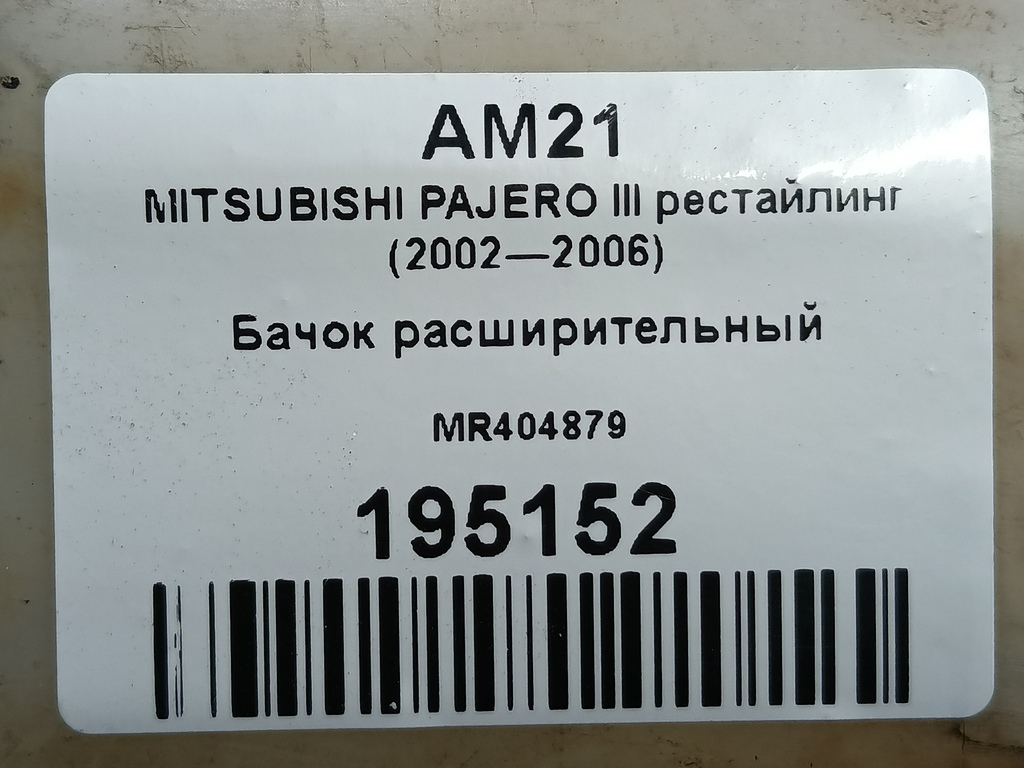 AM21
MITSUBISHI PAJERO III рестайлинг
(2002—2006)
Бачок расширительный
MR404879
195152